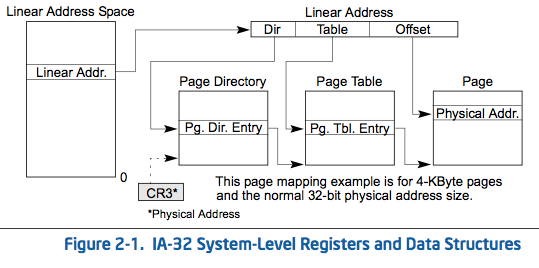 Linear Address Space
Linear Address
Dir Table Offset
Linear Addr.
Page Directory Page Table Page
Physical Addr.
Pg. Dir. Entry Pg. Tbl. Entry
0
CR3*
This page mapping example is for 4-KByte pages
and the normal 32-bit physical address size.
*Physical Address
Figure 2-1. IA-32 System-Level Registers and Data Structures